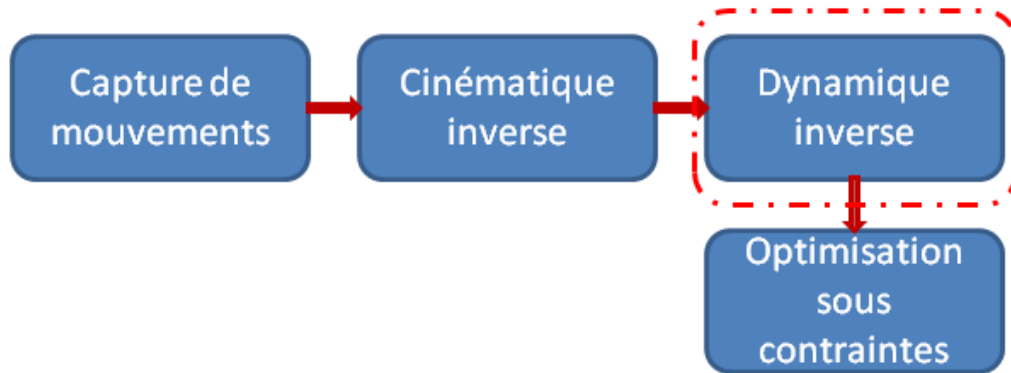 Capture de
mouvements
Cinématique
inverse
Dynamique
inverse
Optimisation
sous
contraintes